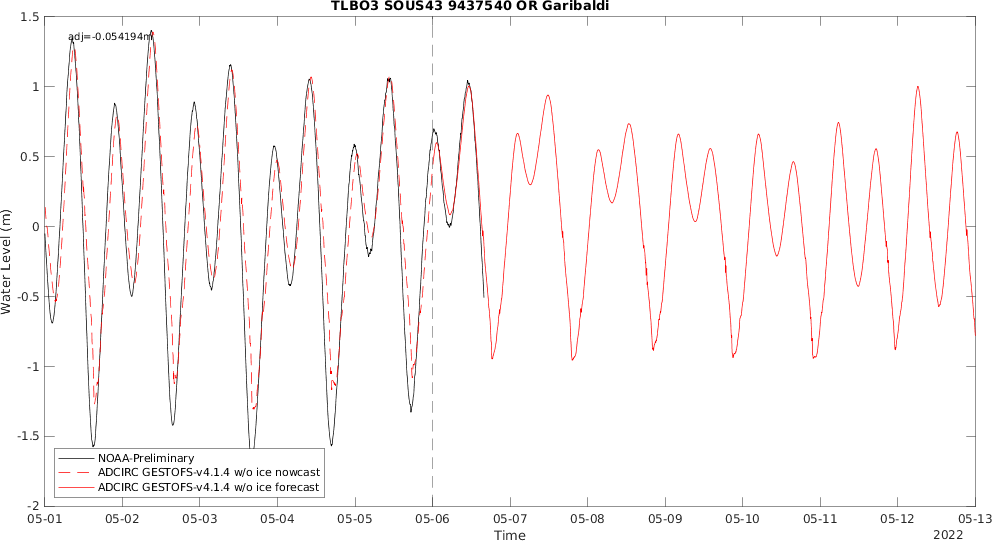 TLBO3 SOUS43 9437540 OR Garibaldi
adj=-0.054194m
1.5
1
0.5
0
-0.5
-1
-1.5
-2
Water Level (m)
NOAA-Preliminary
ADCIRC GESTOFS-v4.1.4 w/o ice nowcast
ADCIRC GESTOFS-v4.1.4 w/o ice forecast
05-01 05-02 05-03 05-04 05-05 05-06 05-07 05-08 05-09 05-10 05-11 05-12 05-13
Time
2022